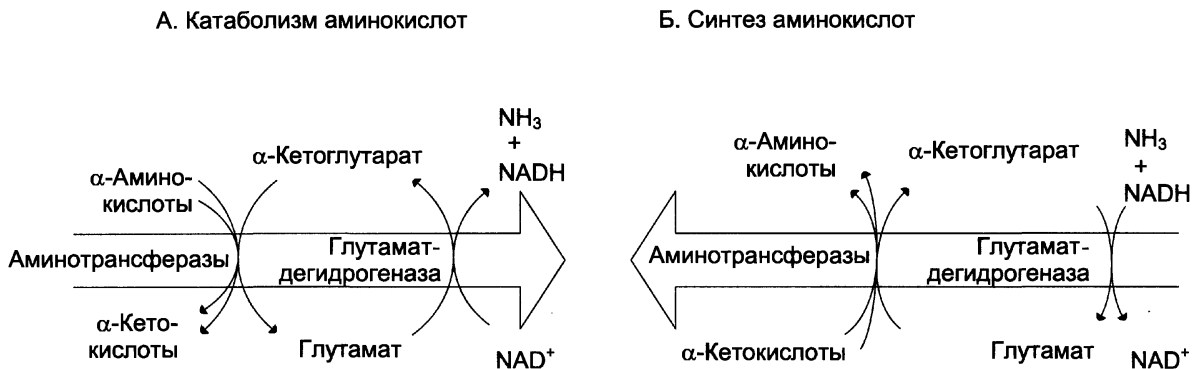 А. Катаболизм аминокислот
α-Амино-
кислоты
α-Кетоглутарат
NH₃
+
NADH
Аминотрансферазы
Глутамат-
дегидрогеназа
α-Кето-
кислоты
Глутамат
NAD⁺
Б. Синтез аминокислот
α-Амино-
кислоты
α-Кетоглутарат
NH₃
+
NADH
Аминотрансферазы
Глутамат-
дегидрогеназа
α-Кетокислоты
Глутамат
NAD⁺